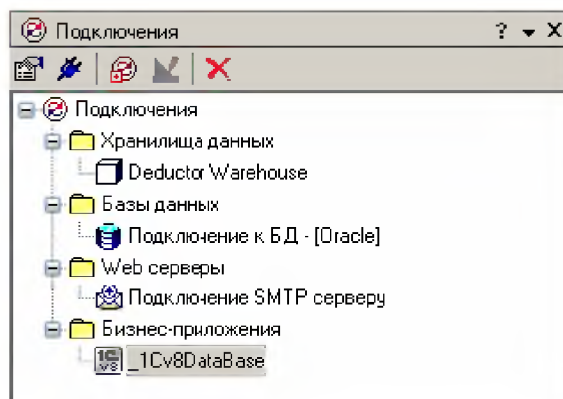 Подключения
Подключения
Хранилища данных
Deductor Warehouse
Базы данных
Подключение к БД - [Oracle]
Web серверы
Подключение SMTP серверу
Бизнес-приложения
_1Cv8DataBase